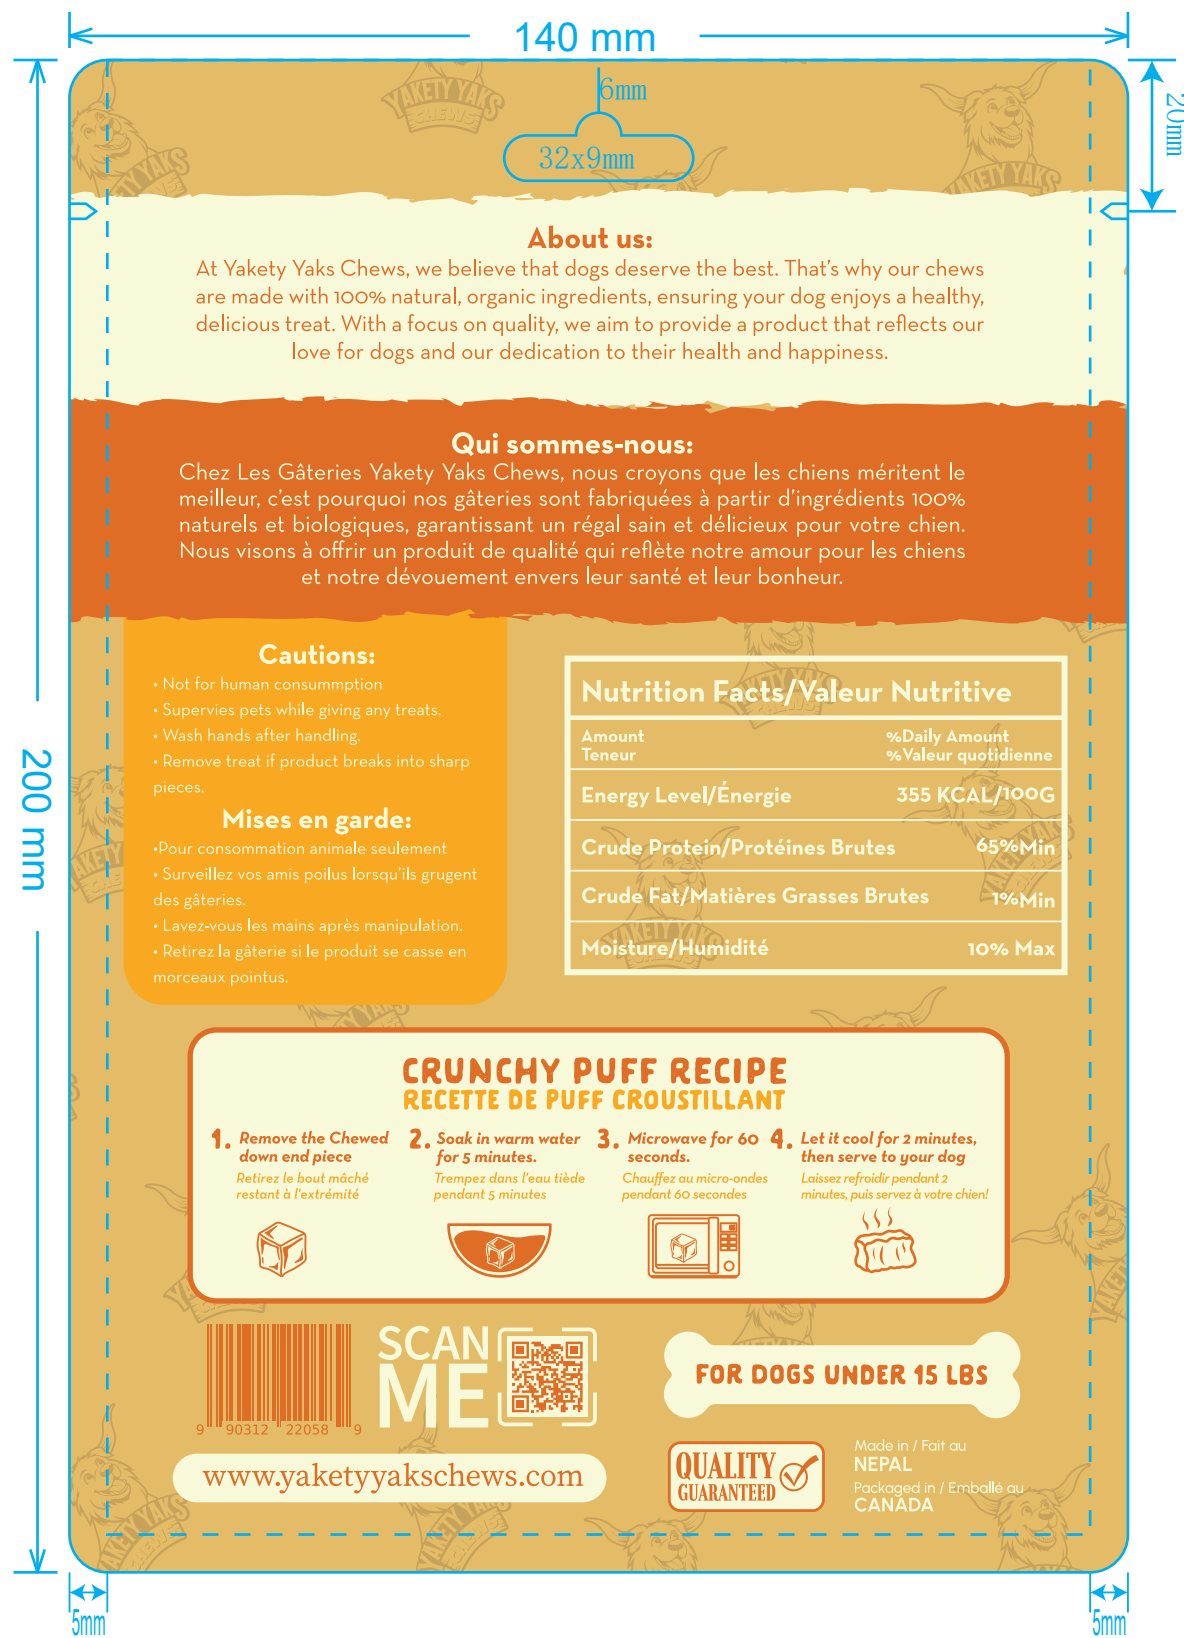 140 mm
6mm
32x9mm
20mm
200 mm
YAKETY YAKS
CHEWS
About us:
At Yakety Yaks Chews, we believe that dogs deserve the best. That's why our chews
are made with 100% natural, organic ingredients, ensuring your dog enjoys a healthy,
delicious treat. With a focus on quality, we aim to provide a product that reflects our
love for dogs and our dedication to their health and happiness.
Qui sommes-nous:
Chez Les Gâteries Yakety Yaks Chews, nous croyons que les chiens méritent le
meilleur, c'est pourquoi nos gâteries sont fabriquées à partir d'ingrédients 100%
naturels et biologiques, garantissant un régal sain et délicieux pour votre chien.
Nous visons à offrir un produit de qualité qui reflète notre amour pour les chiens
et notre dévouement envers leur santé et leur bonheur.
Cautions:
• Not for human consummption
• Supervies pets while giving any treats.
• Wash hands after handling.
• Remove treat if product breaks into sharp
pieces.
Mises en garde:
•Pour consommation animale seulement
• Surveillez vos amis poilus lorsqu'ils grugent
des gâteries.
• Lavez-vous les mains après manipulation.
• Retirez la gâterie si le produit se casse en
morceaux pointus.
Nutrition Facts/Valeur Nutritive
Amount %Daily Amount
Teneur %Valeur quotidienne
Energy Level/Énergie 355 KCAL/100G
Crude Protein/Protéines Brutes 65%Min
Crude Fat/Matières Grasses Brutes 1%Min
Moisture/Humidité 10% Max
CRUNCHY PUFF RECIPE
RECETTE DE PUFF CROUSTILLANT
1. Remove the Chewed
down end piece
Retirez le bout mâché
restant à l'extrémité
2. Soak in warm water
for 5 minutes.
Trempez dans l'eau tiède
pendant 5 minutes
3. Microwave for 60
seconds.
Chauffez au micro-ondes
pendant 60 secondes
4. Let it cool for 2 minutes,
then serve to your dog
Laissez refroidir pendant 2
minutes, puis servez à votre chien!
9 90312 22058 9
SCAN
ME
FOR DOGS UNDER 15 LBS
www.yaketyyakschews.com
QUALITY
GUARANTEED
Made in / Fait au
NEPAL
Packaged in / Emballé au
CANADA
5mm
5mm